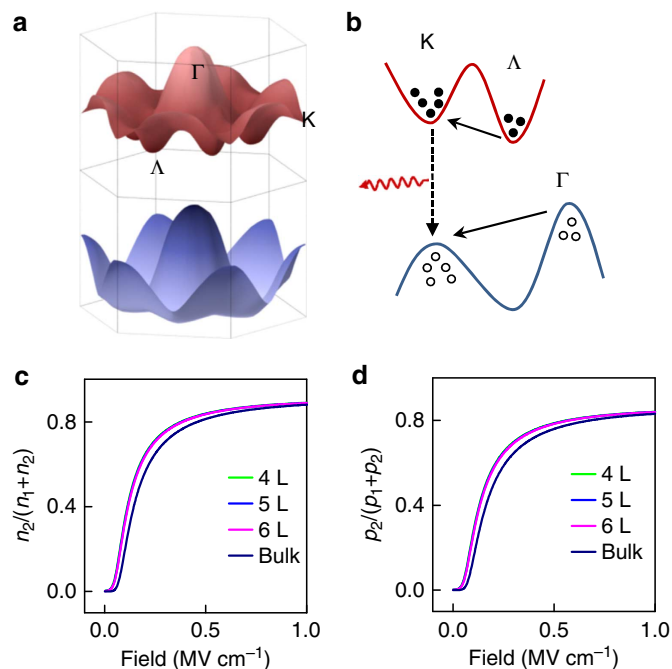 a
Γ
K
Λ
b
K
Λ
Γ
c
n₂/(n₁+n₂)
0.8
0.4
0.0
4 L
5 L
6 L
Bulk
0.0 0.5 1.0
Field (MV cm⁻¹)
d
p₂/(p₁+p₂)
0.8
0.4
0.0
4 L
5 L
6 L
Bulk
0.0 0.5 1.0
Field (MV cm⁻¹)